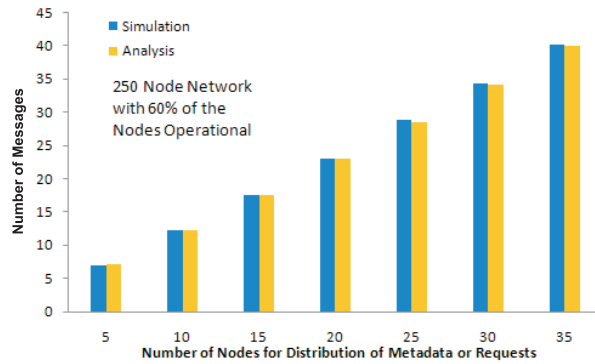 Number of Messages
45
40
35
30
25
20
15
10
5
0
Simulation
Analysis
250 Node Network
with 60% of the
Nodes Operational
5 10 15 20 25 30 35
Number of Nodes for Distribution of Metadata or Requests